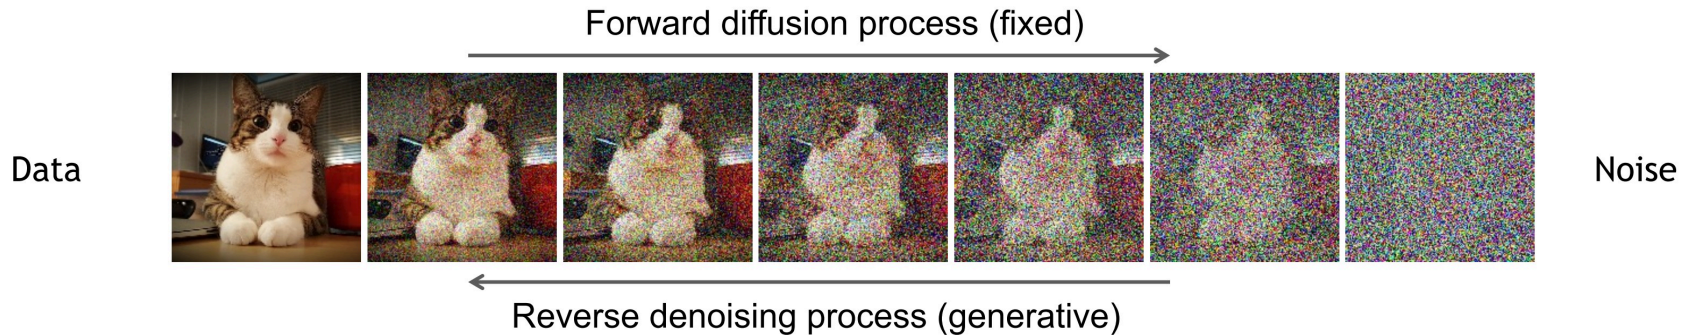 Forward diffusion process (fixed)
Data
Noise
Reverse denoising process (generative)